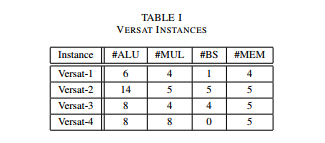 TABLE I
VERSAT INSTANCES
Instance #ALU #MUL #BS #MEM
Versat-1 6 4 1 4
Versat-2 14 5 5 5
Versat-3 8 4 4 5
Versat-4 8 8 0 5